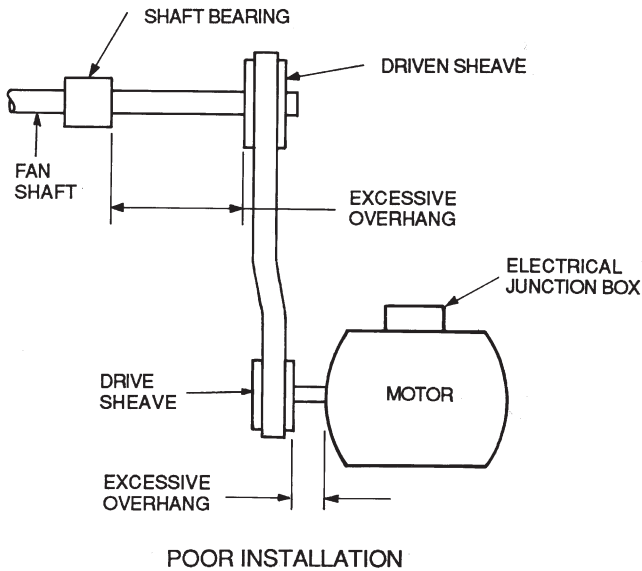 SHAFT BEARING
DRIVEN SHEAVE
FAN
SHAFT
EXCESSIVE
OVERHANG
ELECTRICAL
JUNCTION BOX
DRIVE
SHEAVE
MOTOR
EXCESSIVE
OVERHANG
POOR INSTALLATION